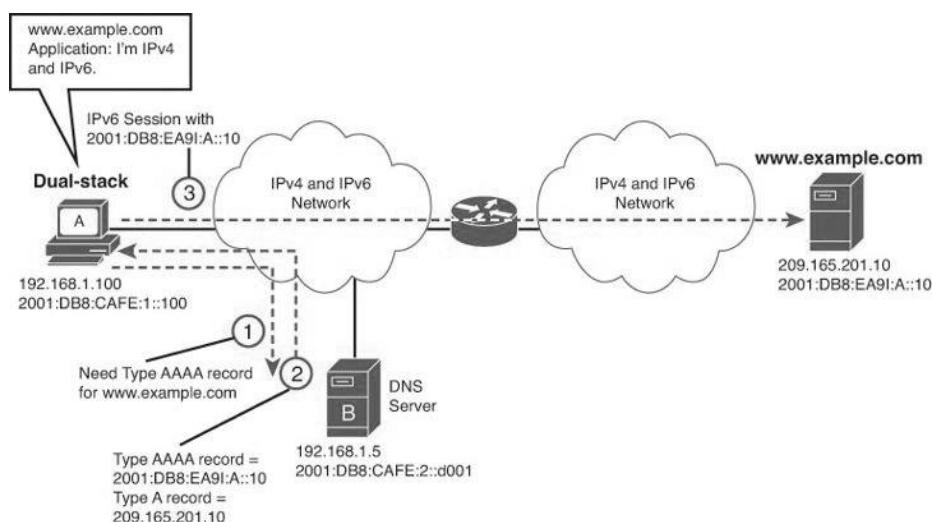 www.example.com
Application: I'm IPv4
and IPv6.
IPv6 Session with
2001:DB8:EA9I:A::10
Dual-stack
3
IPv4 and IPv6
Network
IPv4 and IPv6
Network
www.example.com
A
192.168.1.100
2001:DB8:CAFE:1::100
209.165.201.10
2001:DB8:EA9I:A::10
1
Need Type AAAA record
for www.example.com
2
DNS
Server
B
192.168.1.5
2001:DB8:CAFE:2::d001
Type AAAA record =
2001:DB8:EA9I:A::10
Type A record =
209.165.201.10